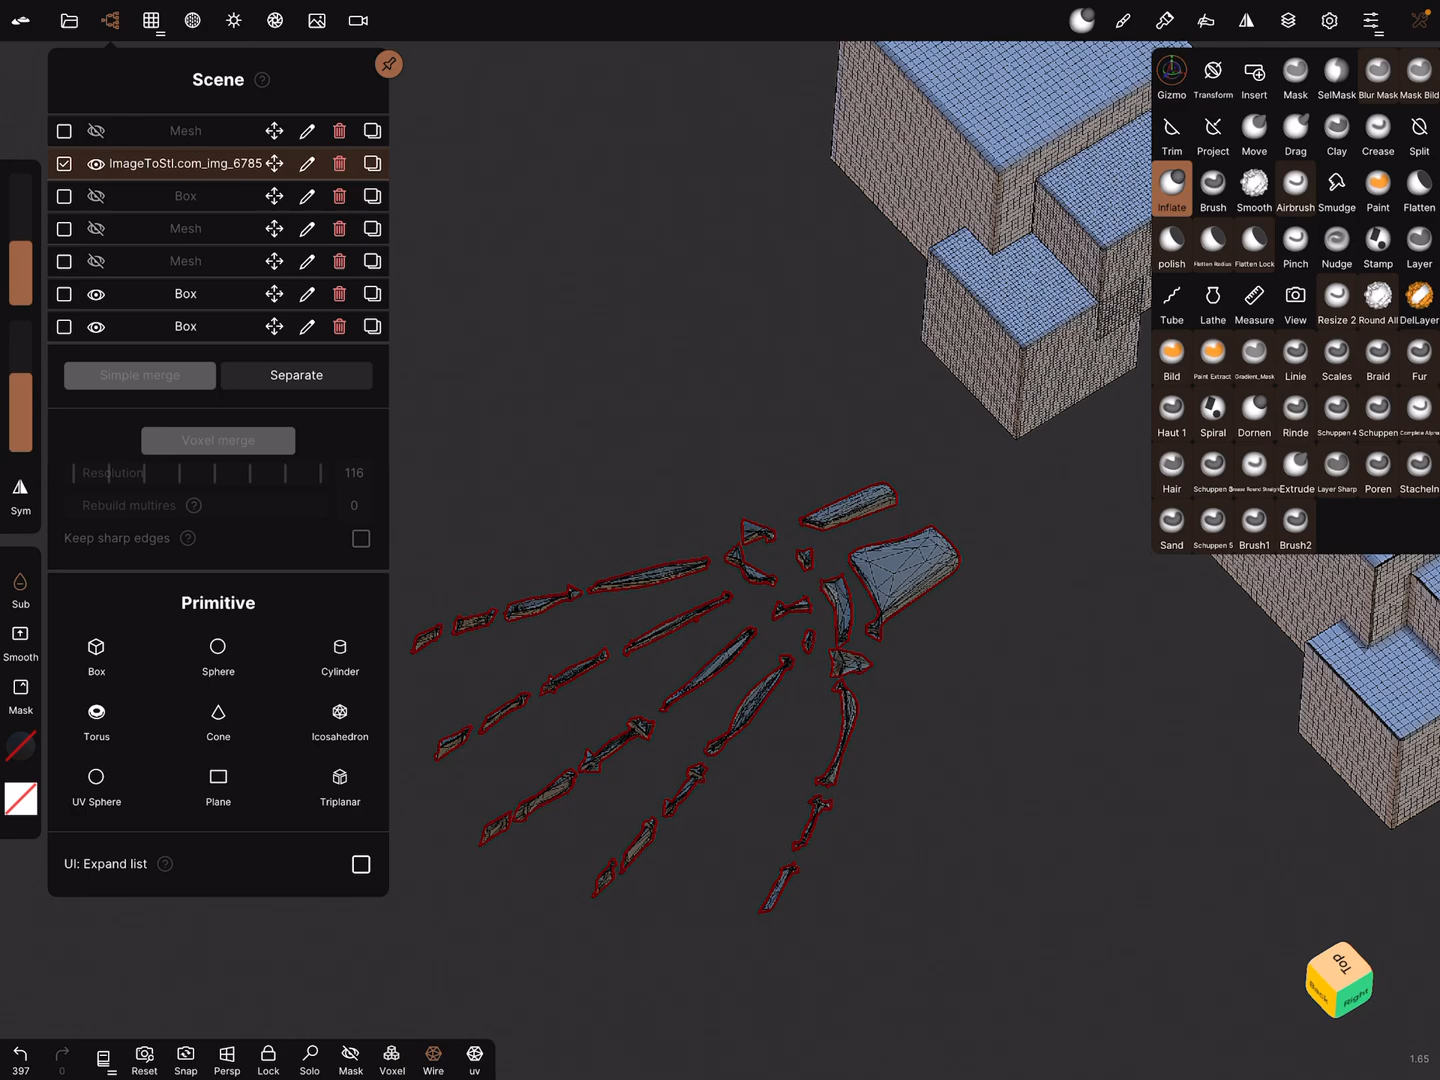 Scene
Mesh
ImageToStl.com_img_6785
Box
Mesh
Mesh
Box
Box
Simple merge
Separate
Voxel merge
Resolution 116
Rebuild multires 0
Keep sharp edges
Primitive
Box Sphere Cylinder
Torus Cone Icosahedron
UV Sphere Plane Triplanar
UI: Expand list
Sym
Sub
Smooth
Mask
Gizmo Transform Insert Mask SelMask Blur Mask Mask Bild
Trim Project Move Drag Clay Crease Split
Inflate Brush Smooth Airbrush Smudge Paint Flatten
polish Flatten Radius Flatten Lock Pinch Nudge Stamp Layer
Tube Lathe Measure View Resize 2 Round All DelLayer
Bild Paint Extract Gradient_Mask Linie Scales Braid Fur
Haut 1 Spiral Dornen Rinde Schuppen 4 Schuppen Complete Alpha
Hair Schuppen Extrude Layer Sharp Poren Stacheln
Sand Schuppen 5 Brush1 Brush2
Top
Back
Right
397 0 Reset Snap Persp Lock Solo Mask Voxel Wire uv
1.65